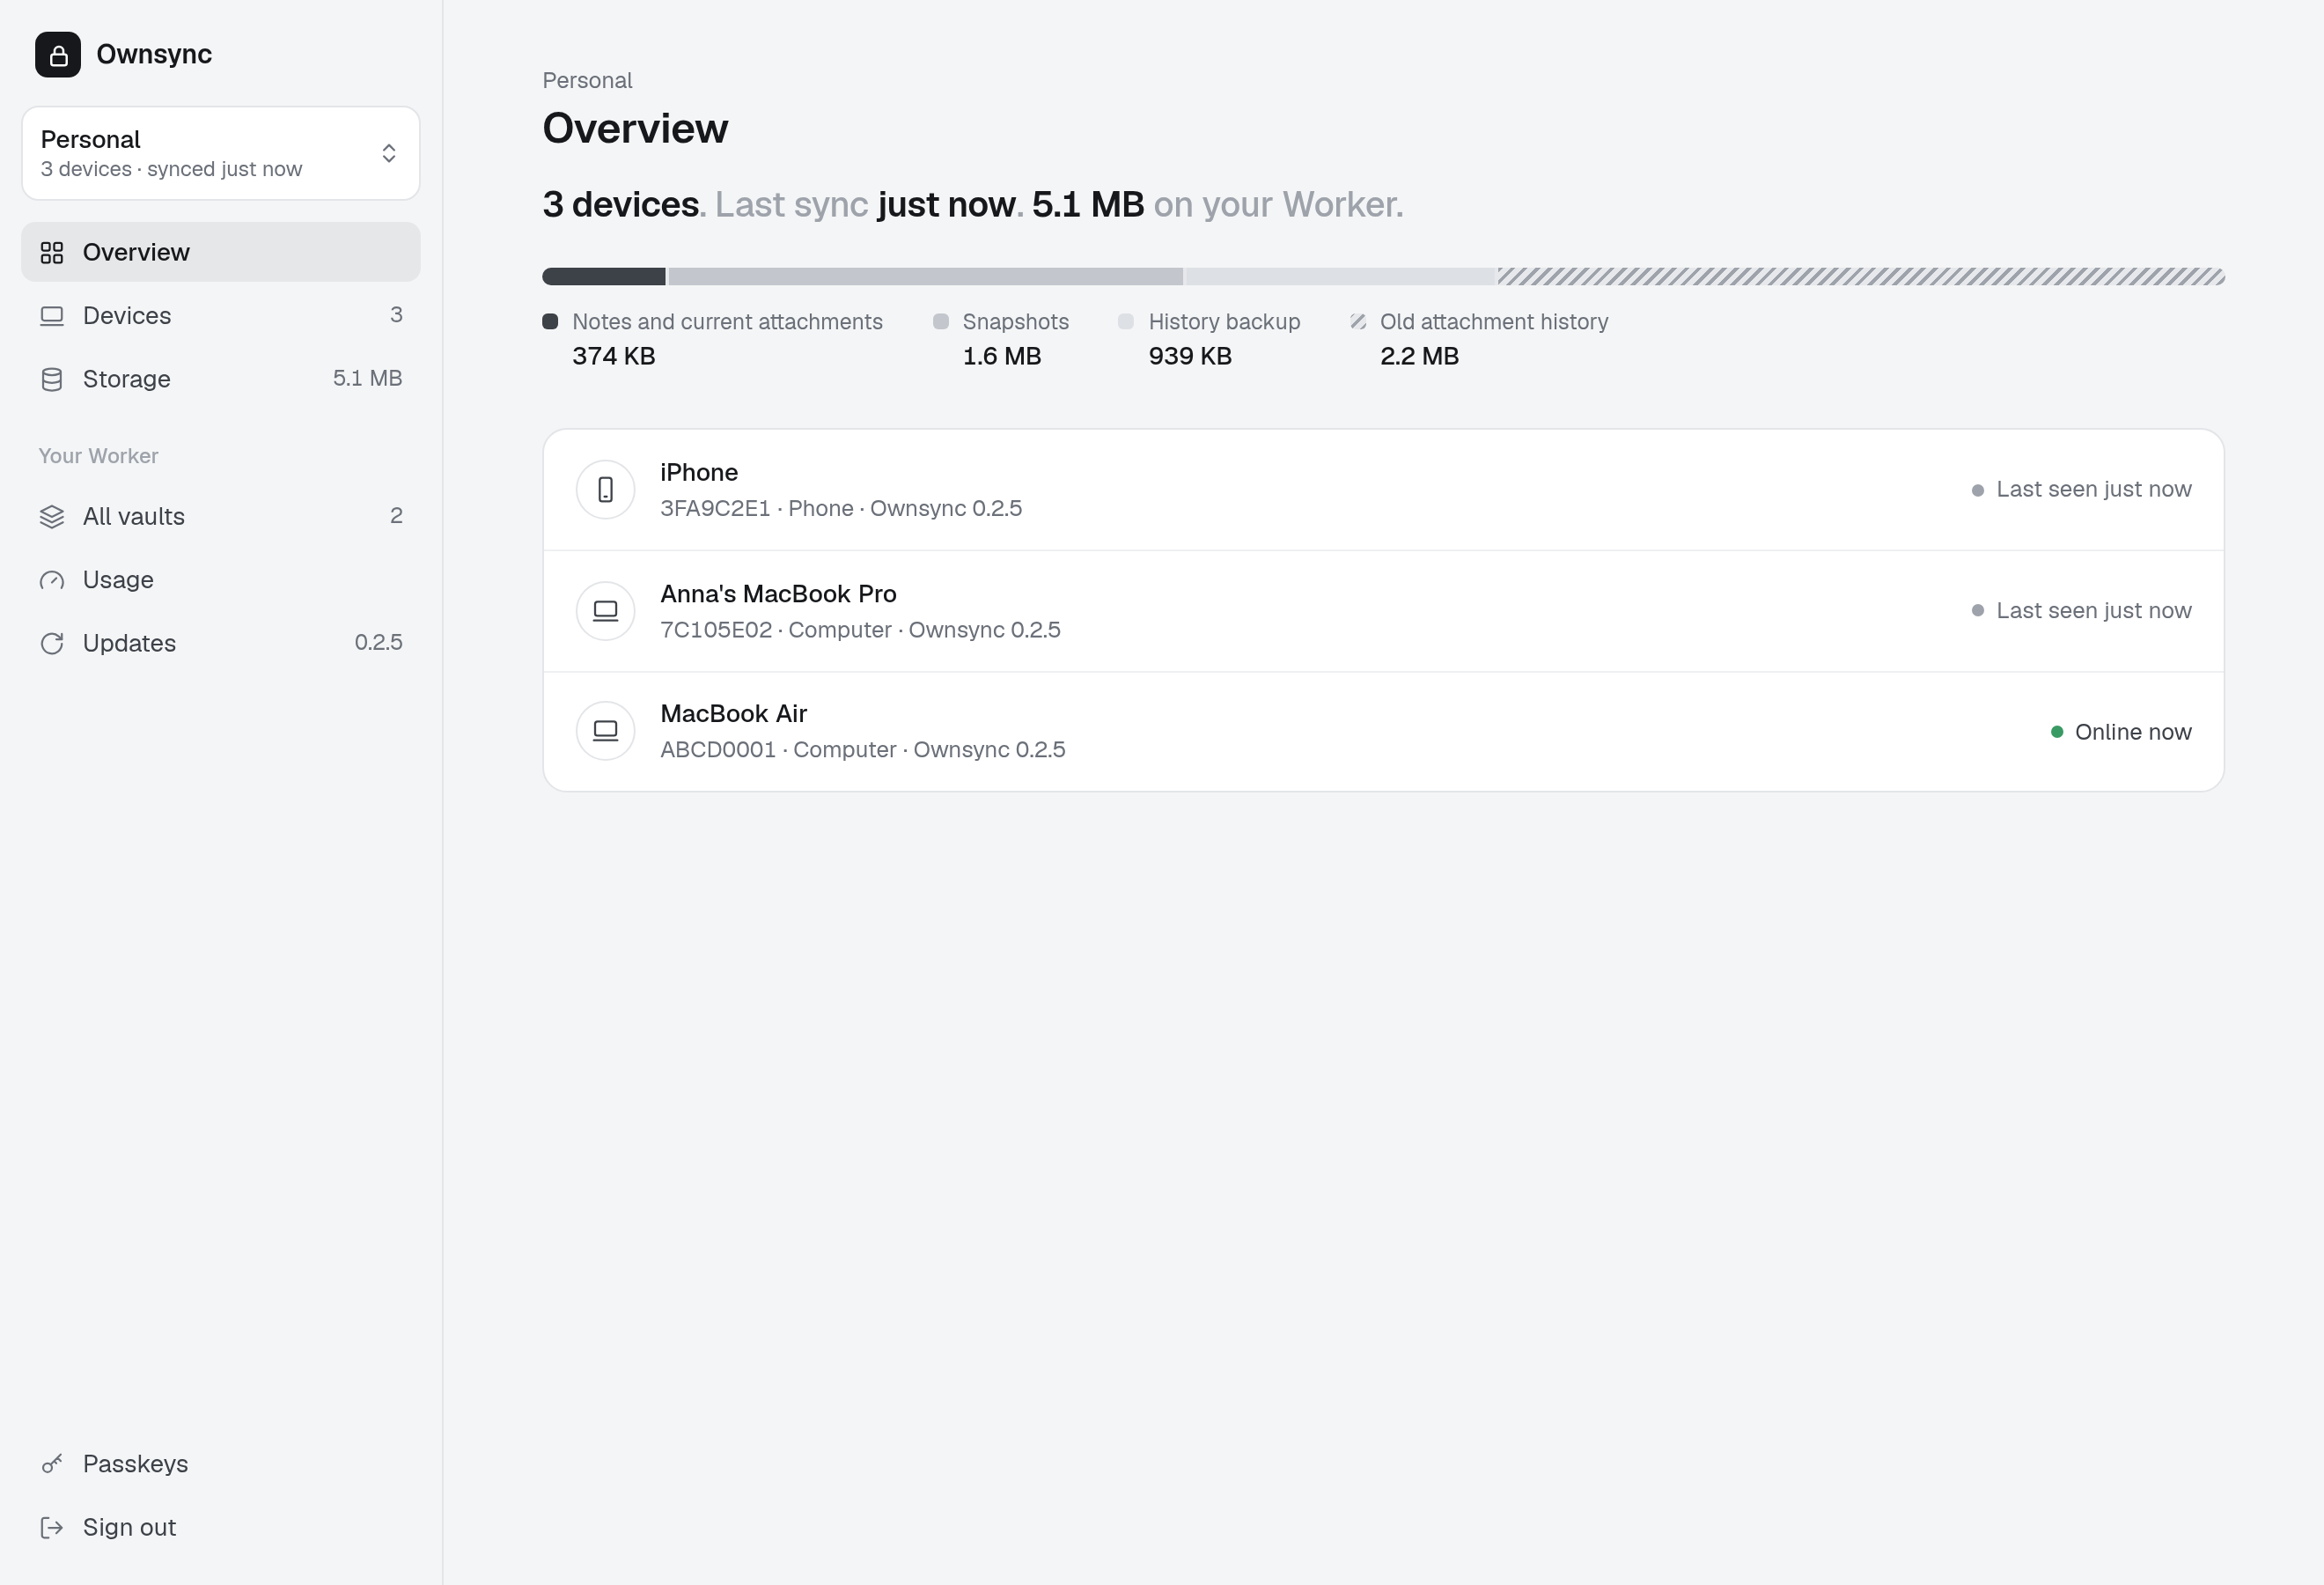 Ownsync
Personal
3 devices · synced just now
Overview
Devices 3
Storage 5.1 MB
Your Worker
All vaults 2
Usage
Updates 0.2.5
Passkeys
Sign out
Personal
Overview
3 devices. Last sync just now. 5.1 MB on your Worker.
Notes and current attachments
374 KB
Snapshots
1.6 MB
History backup
939 KB
Old attachment history
2.2 MB
iPhone
3FA9C2E1 · Phone · Ownsync 0.2.5
Last seen just now
Anna's MacBook Pro
7C105E02 · Computer · Ownsync 0.2.5
Last seen just now
MacBook Air
ABCD0001 · Computer · Ownsync 0.2.5
Online now